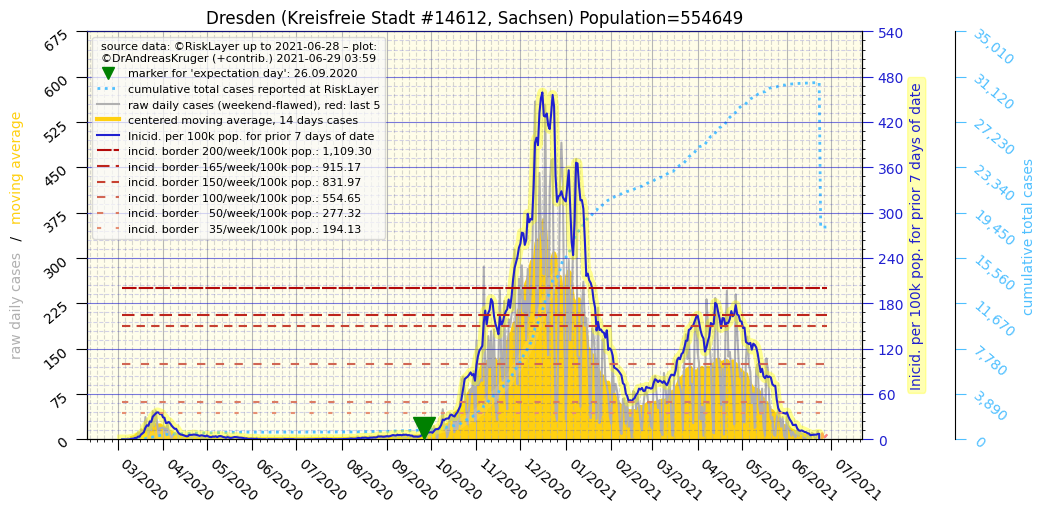 Dresden (Kreisfreie Stadt #14612, Sachsen) Population=554649
source data: ©RiskLayer up to 2021-06-28 – plot:
©DrAndreasKruger (+contrib.) 2021-06-29 03:59
marker for 'expectation day': 26.09.2020
cumulative total cases reported at RiskLayer
raw daily cases (weekend-flawed), red: last 5
centered moving average, 14 days cases
Inicid. per 100k pop. for prior 7 days of date
incid. border 200/week/100k pop.: 1,109.30
incid. border 165/week/100k pop.: 915.17
incid. border 150/week/100k pop.: 831.97
incid. border 100/week/100k pop.: 554.65
incid. border   50/week/100k pop.: 277.32
incid. border   35/week/100k pop.: 194.13
raw daily cases / moving average
675
600
525
450
375
300
225
150
75
0
540
480
420
360
300
240
180
120
60
0
Inicid. per 100k pop. for prior 7 days of date
35,010
31,120
27,230
23,340
19,450
15,560
11,670
7,780
3,890
0
cumulative total cases
03/2020
04/2020
05/2020
06/2020
07/2020
08/2020
09/2020
10/2020
11/2020
12/2020
01/2021
02/2021
03/2021
04/2021
05/2021
06/2021
07/2021